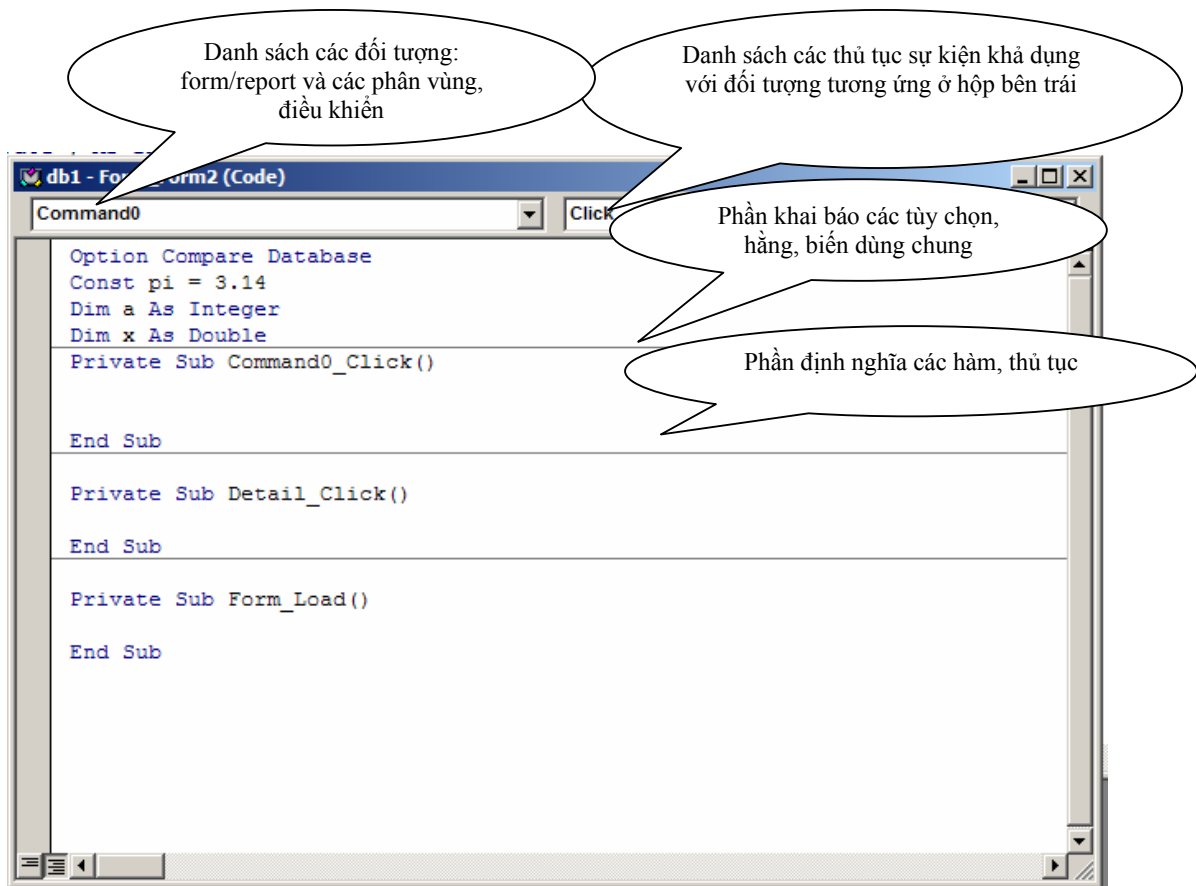 Danh sách các đối tượng:
form/report và các phân vùng,
điều khiển
Danh sách các thủ tục sự kiện khả dụng
với đối tượng tương ứng ở hộp bên trái
db1 - Form2 (Code)
Command0
Click
Phần khai báo các tùy chọn,
hằng, biến dùng chung
Option Compare Database
Const pi = 3.14
Dim a As Integer
Dim x As Double
Private Sub Command0_Click()
Phần định nghĩa các hàm, thủ tục
End Sub
Private Sub Detail_Click()
End Sub
Private Sub Form_Load()
End Sub